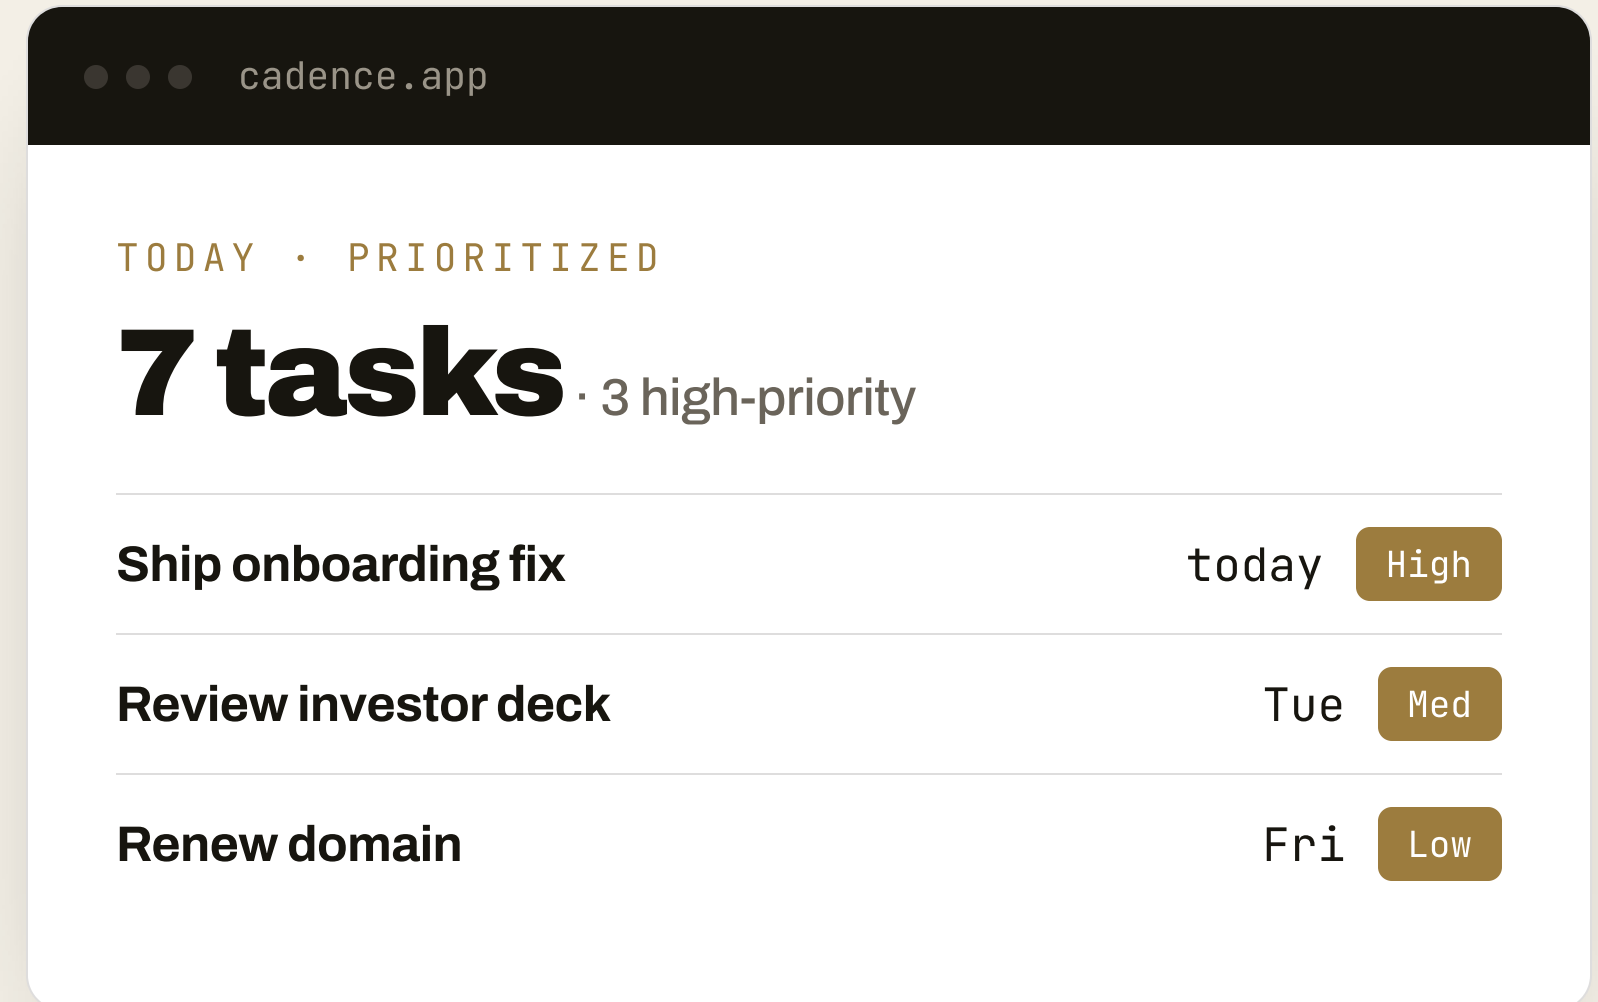 cadence.app
TODAY · PRIORITIZED
7 tasks · 3 high-priority
Ship onboarding fix today High
Review investor deck Tue Med
Renew domain Fri Low